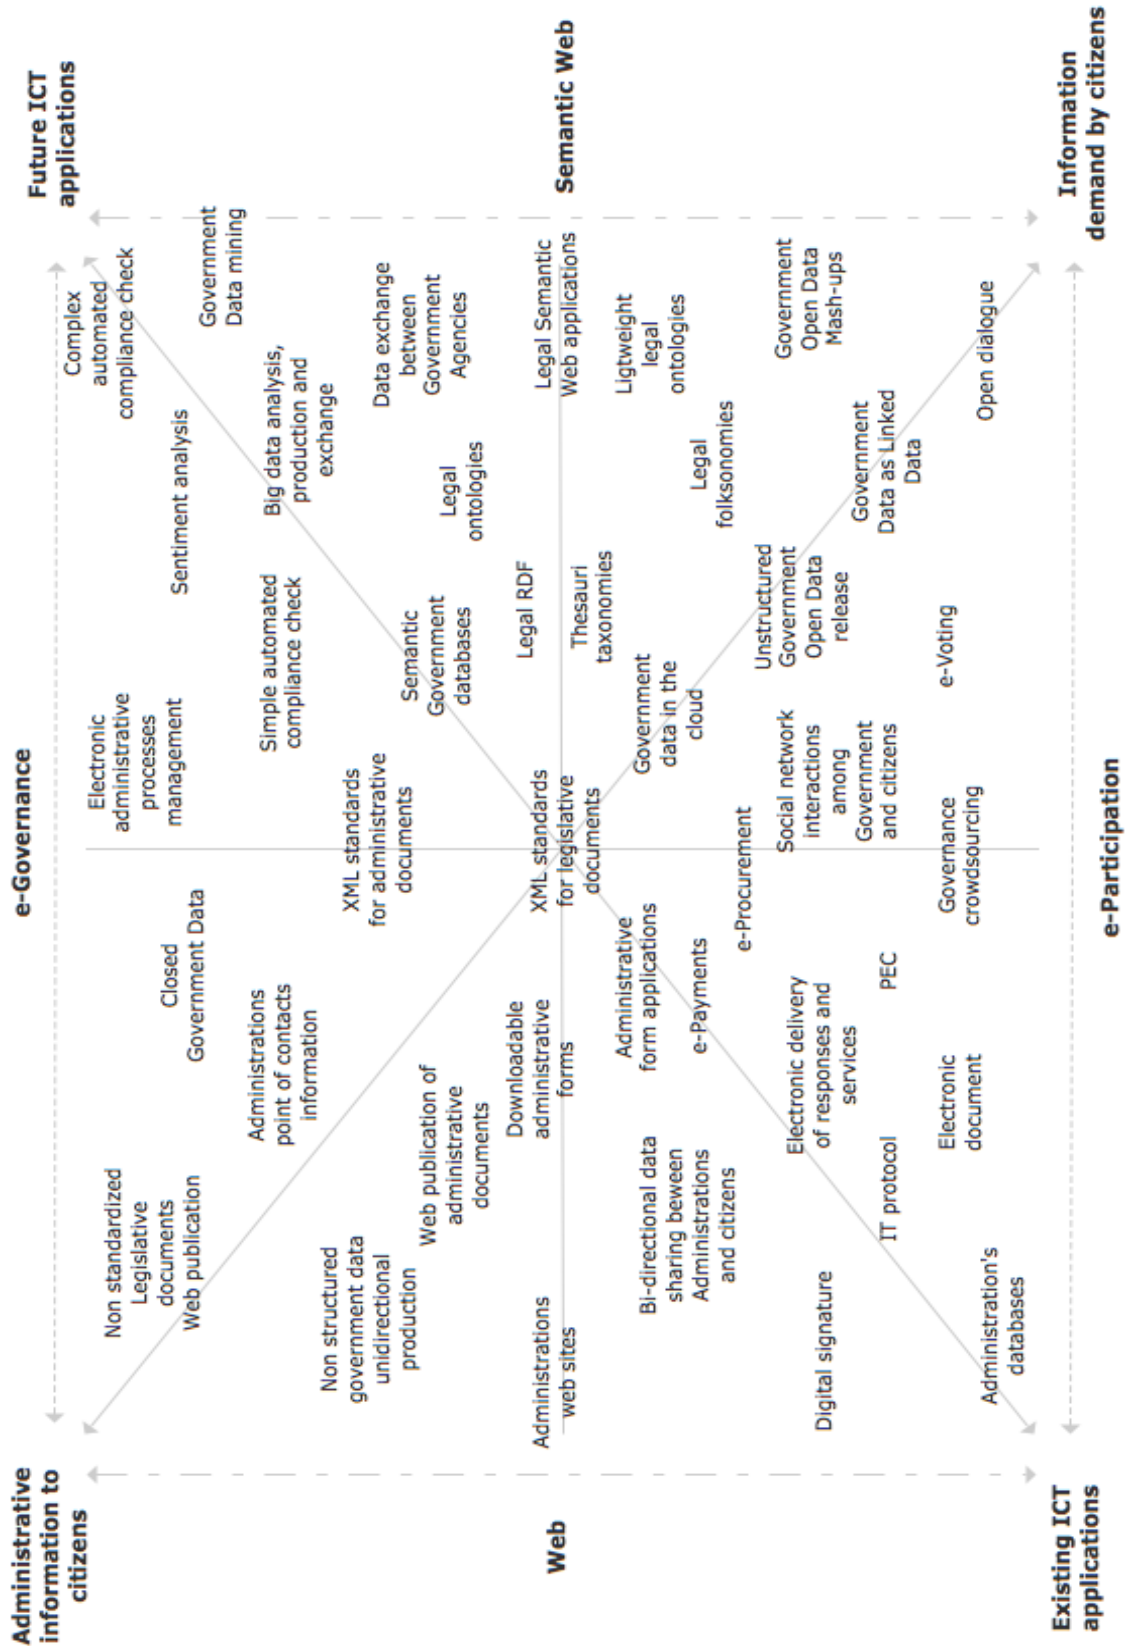 Administrative
information to
citizens
e-Governance
Future ICT
applications
Non standardized
Legislative
documents
Web publication
Closed
Government Data
Electronic
administrative
processes
management
Sentiment analysis
Complex
automated
compliance check
Government
Data mining
Administrations
point of contacts
information
Simple automated
compliance check
Big data analysis,
production and
exchange
Non structured
government data
unidirectional
production
XML standards
for administrative
documents
Data exchange
between
Government
Agencies
Web publication of
administrative
documents
Semantic
Government
databases
Legal
ontologies
Web
Administrations
web sites
Downloadable
administrative
forms
XML standards
for legislative
documents
Legal RDF
Thesauri
taxonomies
Legal Semantic
Web applications
Semantic Web
Bi-directional data
sharing beween
Administrations
and citizens
Administrative
form applications
e-Payments
e-Procurement
Government
data in the
cloud
Legal
folksonomies
Ligtweight
legal
ontologies
Digital signature
Electronic delivery
of responses and
services
Social network
interactions
among
Government
and citizens
Unstructured
Government
Open Data
release
Government
Open Data
Mash-ups
IT protocol
PEC
Government
Data as Linked
Data
Administration's
databases
Electronic
document
Governance
crowdsourcing
e-Voting
Open dialogue
Existing ICT
applications
e-Participation
Information
demand by citizens